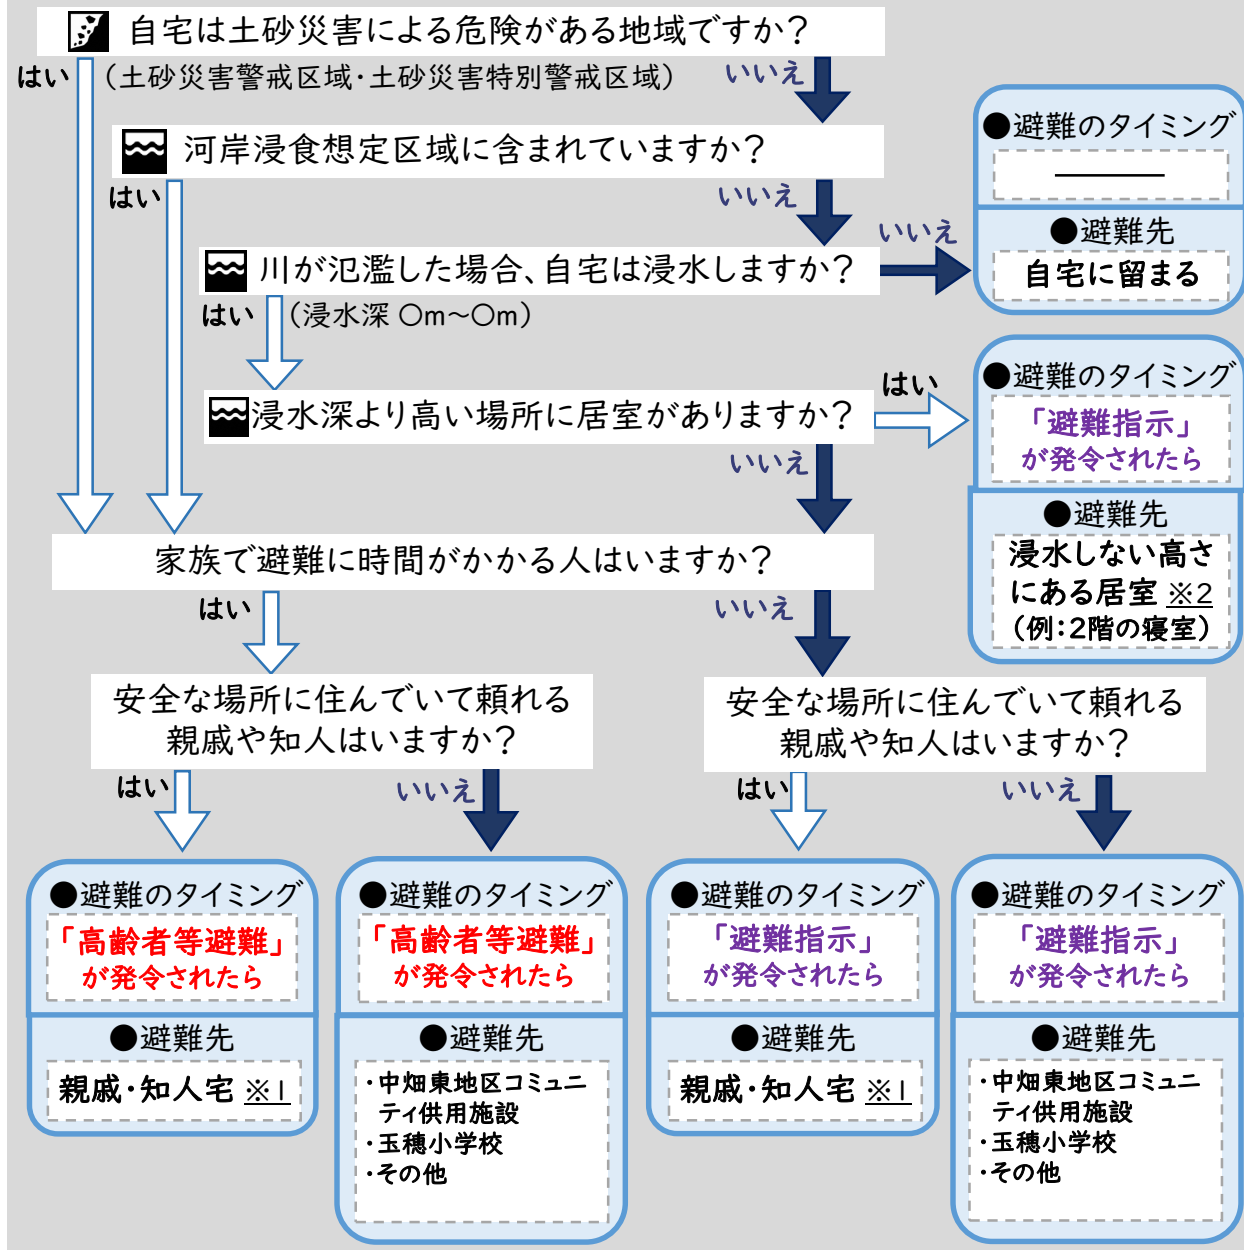 自宅は土砂災害による危険がある地域ですか?
はい
(土砂災害警戒区域・土砂災害特別警戒区域)
いいえ
河岸浸食想定区域に含まれていますか?
はい
いいえ
川が氾濫した場合、自宅は浸水しますか?
いいえ
はい
(浸水深 〇m~〇m)
●避難のタイミング
――――
●避難先
自宅に留まる
浸水深より高い場所に居室がありますか?
はい
いいえ
●避難のタイミング
「避難指示」
が発令されたら
●避難先
浸水しない高さ
にある居室 ※2
(例:2階の寝室)
家族で避難に時間がかかる人はいますか?
はい
いいえ
安全な場所に住んでいて頼れる
親戚や知人はいますか?
はい
いいえ
安全な場所に住んでいて頼れる
親戚や知人はいますか?
はい
いいえ
●避難のタイミング
「高齢者等避難」
が発令されたら
●避難先
親戚・知人宅 ※1
●避難のタイミング
「高齢者等避難」
が発令されたら
●避難先
・中畑東地区コミュニ
ティ供用施設
・玉穂小学校
・その他
●避難のタイミング
「避難指示」
が発令されたら
●避難先
親戚・知人宅 ※1
●避難のタイミング
「避難指示」
が発令されたら
●避難先
・中畑東地区コミュニ
ティ供用施設
・玉穂小学校
・その他